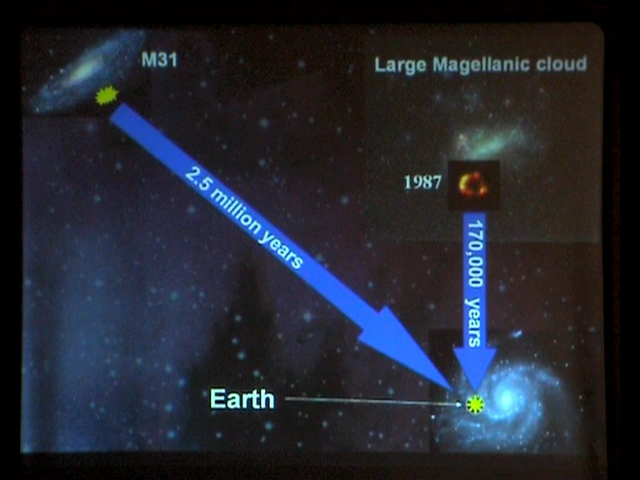 M31
Large Magellanic cloud
1987
2.5 million years
170,000 years
Earth